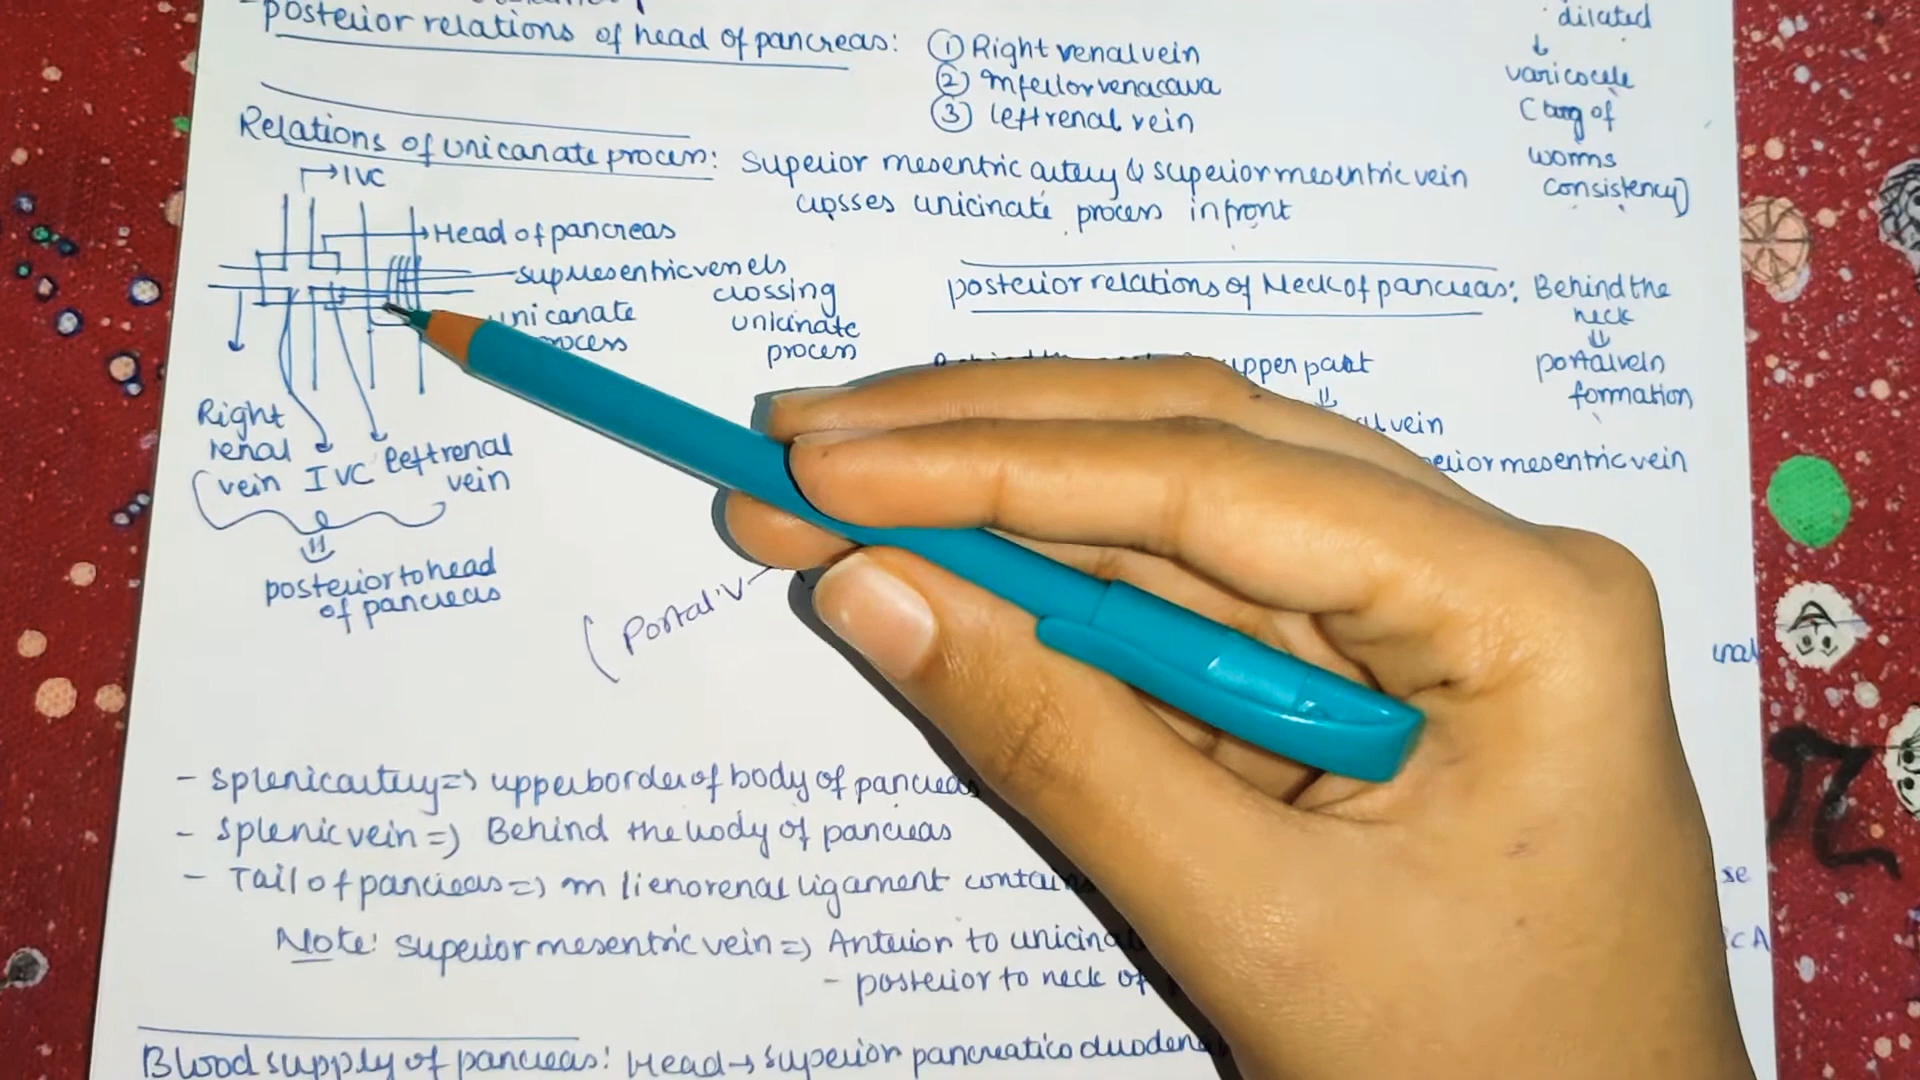 posterior relations of head of pancreas: ① Right renal vein
② Inferior venacava
③ left renal vein
dilated
↓
varicocele
(bag of
worms
consistency)
Relations of unicanate process: superior mesentric artery & superior mesentric vein
crosses unicinate process infront
IVC
Head of pancreas
sup mesentric vessels
crossing
unicinate
process
unicanate
process
Right
renal
vein
IVC
left renal
vein
posterior to head
of pancreas
posterior relations of Neck of pancreas: Behind the
neck
⇓
portal vein
formation
upper part
⇓
vein
superior mesentric vein
(Portal v→
- splenic artery => upper border of body of pancreas
- splenic vein => Behind the body of pancreas
- Tail of pancreas => in lienorenal ligament
Note: superior mesentric vein => Anterior to
- posterior to neck of
Blood supply of pancreas: Head → superior